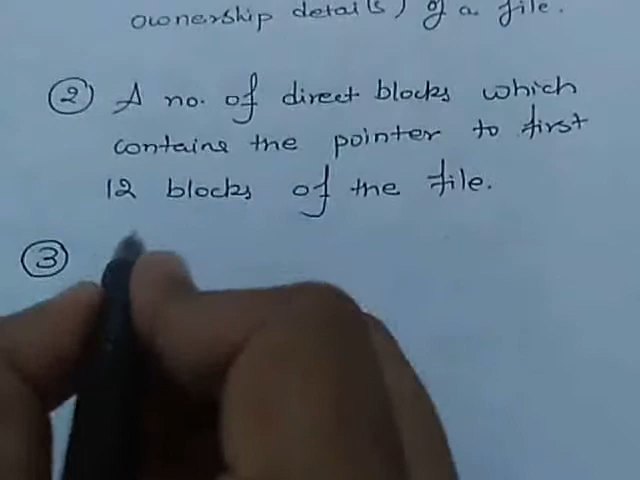 ownership details) of a file.
② A no. of direct blocks which
contains the pointer to first
12 blocks of the file.
③